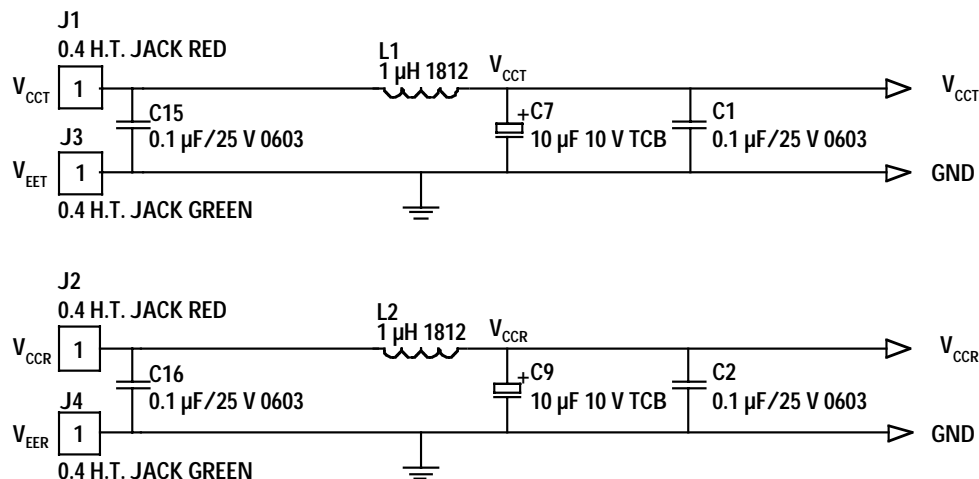 J1
0.4 H.T. JACK RED
L1
1 µH 1812
VCCT
VCCT 1
VCCT
C15
0.1 µF/25 V 0603
+C7
10 µF 10 V TCB
C1
0.1 µF/25 V 0603
J3
VEET 1
GND
0.4 H.T. JACK GREEN
J2
0.4 H.T. JACK RED
L2
1 µH 1812
VCCR
VCCR 1
VCCR
C16
0.1 µF/25 V 0603
+C9
10 µF 10 V TCB
C2
0.1 µF/25 V 0603
J4
VEER 1
GND
0.4 H.T. JACK GREEN